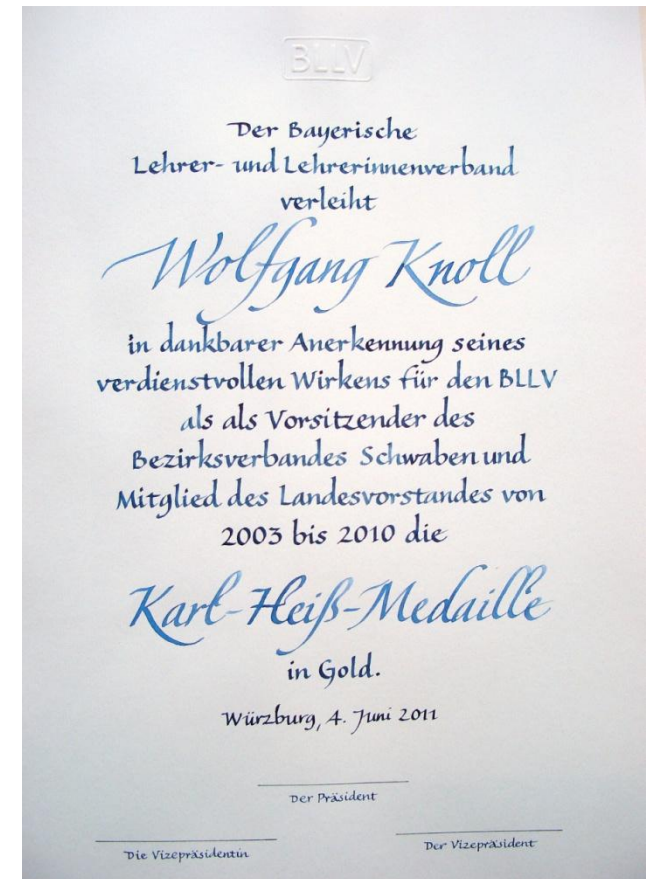 BLLV
Der Bayerische
Lehrer- und Lehrerinnenverband
verleiht
Wolfgang Knoll
in dankbarer Anerkennung seines
verdienstvollen Wirkens für den BLLV
als als Vorsitzender des
Bezirksverbandes Schwaben und
Mitglied des Landesvorstandes von
2003 bis 2010 die
Karl-Heiß-Medaille
in Gold.
Würzburg, 4. Juni 2011
Der Präsident
Die Vizepräsidentin
Der Vizepräsident